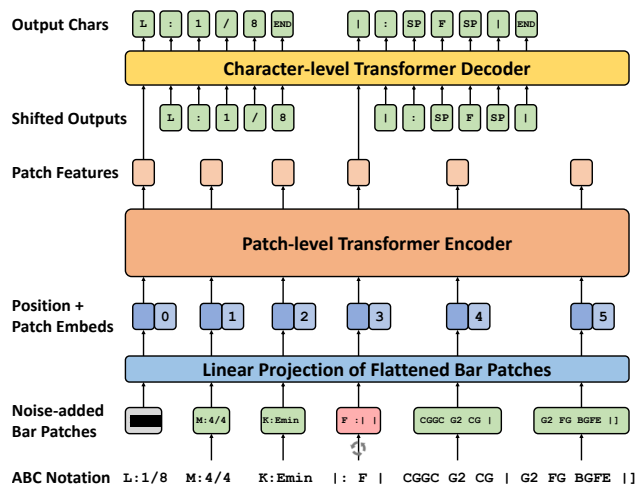 Output Chars L : 1 / 8 END | : SP F SP | END
Character-level Transformer Decoder
Shifted Outputs L : 1 / 8 | : SP F SP |
Patch Features
Patch-level Transformer Encoder
Position +
Patch Embeds 0 1 2 3 4 5
Linear Projection of Flattened Bar Patches
Noise-added
Bar Patches M:4/4 K:Emin F :| | CGGC G2 CG | G2 FG BGFE |]
ABC Notation L:1/8 M:4/4 K:Emin |: F | CGGC G2 CG | G2 FG BGFE |]